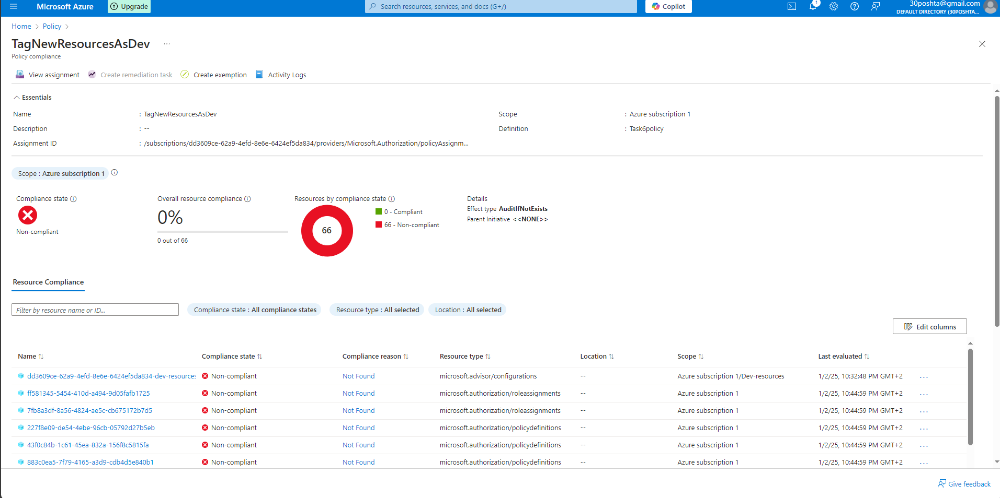 Microsoft Azure
Upgrade
Search resources, services, and docs (G+/)
Copilot
1
30poshta@gmail.com
DEFAULT DIRECTORY (30POSHTA...
Home > Policy >
TagNewResourcesAsDev ...
Policy compliance
View assignment
Create remediation task
Create exemption
Activity Logs
Essentials
Name : TagNewResourcesAsDev
Scope : Azure subscription 1
Description : --
Definition : Task6policy
Assignment ID : /subscriptions/dd3609ce-62a9-4efd-8e6e-6424ef5da834/providers/Microsoft.Authorization/policyAssignm...
Scope : Azure subscription 1
Compliance state
Non-compliant
Overall resource compliance
0%
0 out of 66
Resources by compliance state
66
0 - Compliant
66 - Non-compliant
Details
Effect type AuditIfNotExists
Parent Initiative <<NONE>>
Resource Compliance
Filter by resource name or ID...
Compliance state : All compliance states
Resource type : All selected
Location : All selected
Edit columns
Name Compliance state Compliance reason Resource type Location Scope Last evaluated
dd3609ce-62a9-4efd-8e6e-6424ef5da834-dev-resources Non-compliant Not Found microsoft.advisor/configurations -- Azure subscription 1/Dev-resources 1/2/25, 10:32:48 PM GMT+2 ...
ff581345-5454-410d-a494-9d05fafb1725 Non-compliant Not Found microsoft.authorization/roleassignments -- Azure subscription 1 1/2/25, 10:44:59 PM GMT+2 ...
7fb8a3df-8a56-4824-ae5c-cb675172b7d5 Non-compliant Not Found microsoft.authorization/roleassignments -- Azure subscription 1 1/2/25, 10:44:59 PM GMT+2 ...
227f8e09-de54-4ebe-96cb-05792d27b5eb Non-compliant Not Found microsoft.authorization/policydefinitions -- Azure subscription 1 1/2/25, 10:44:59 PM GMT+2 ...
43f0c84b-1c61-45ea-832a-156f8c5815fa Non-compliant Not Found microsoft.authorization/policydefinitions -- Azure subscription 1 1/2/25, 10:44:59 PM GMT+2 ...
883c0ea5-7f79-4165-a3d9-cdb4d5e840b1 Non-compliant Not Found microsoft.authorization/policydefinitions -- Azure subscription 1 1/2/25, 10:44:59 PM GMT+2 ...
Give feedback